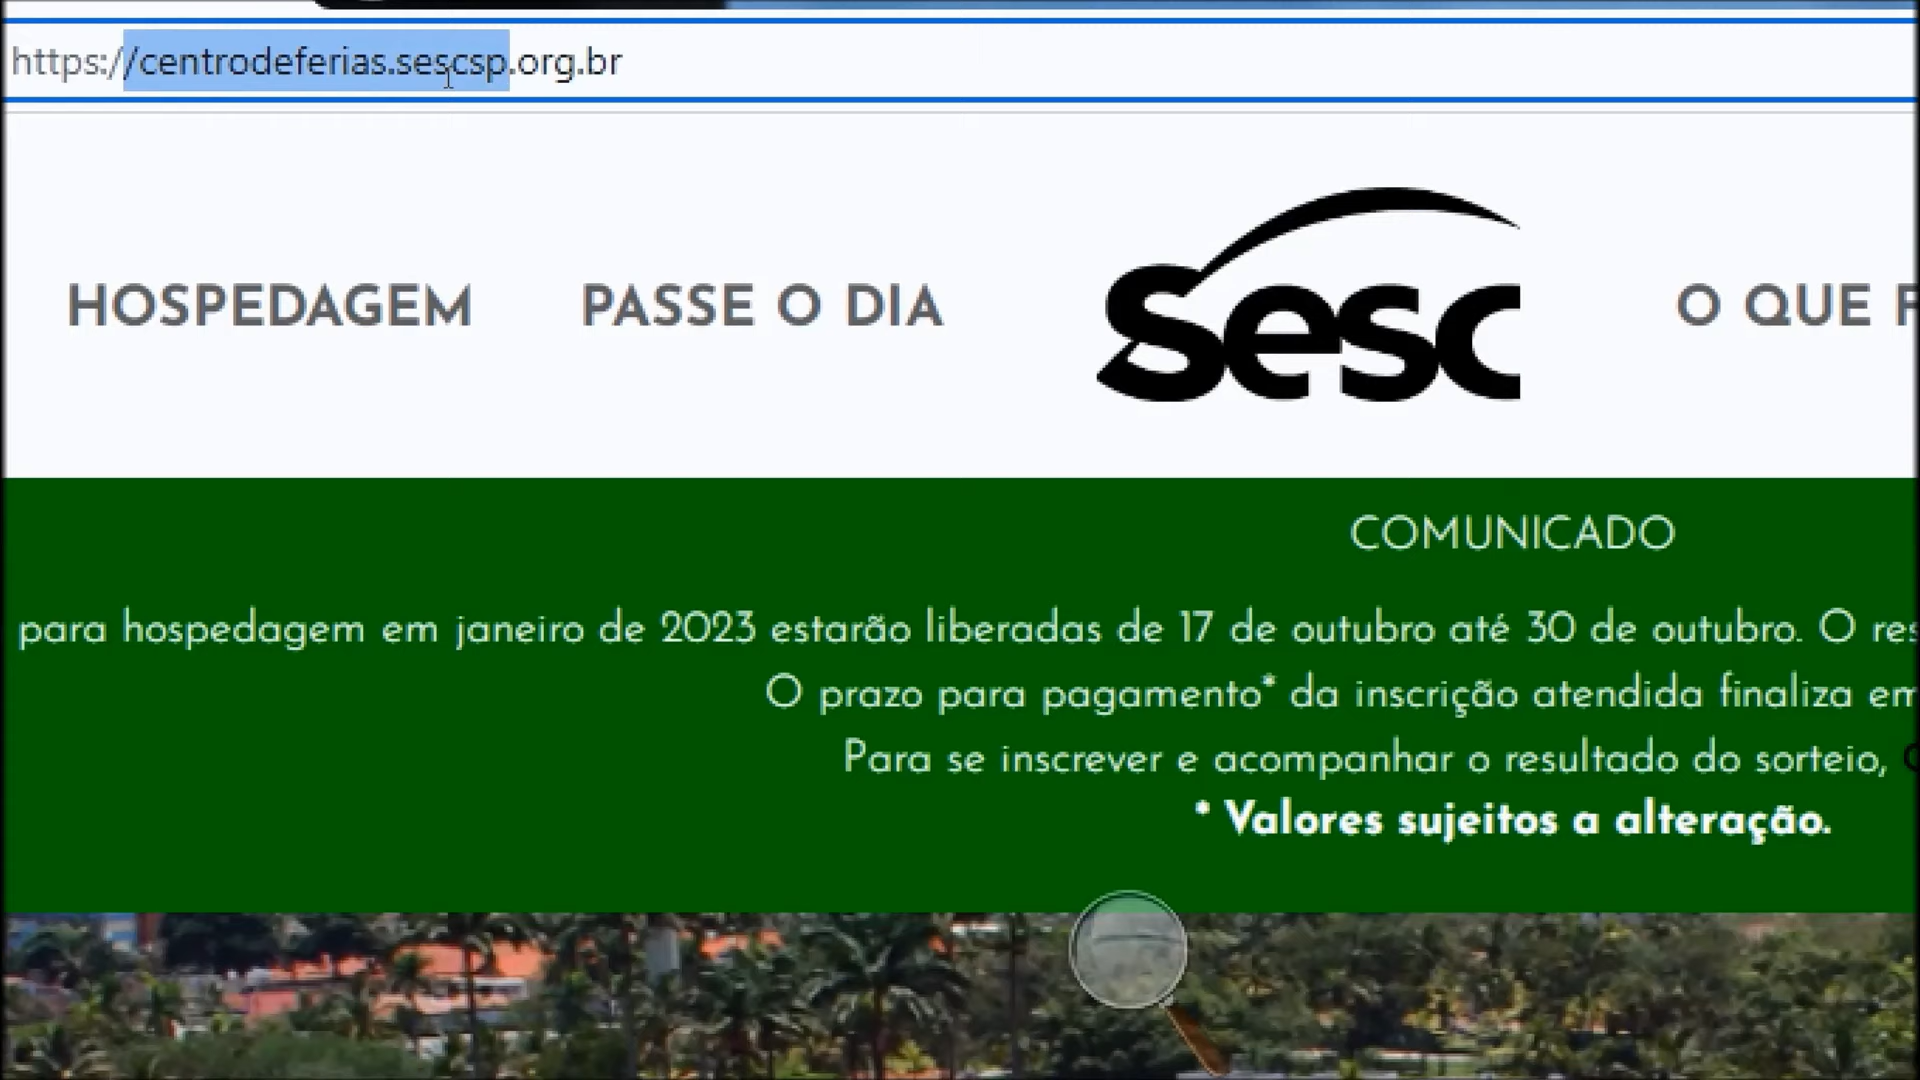 https://centrodeferias.sescsp.org.br
HOSPEDAGEM PASSE O DIA sesc O QUE
COMUNICADO
para hospedagem em janeiro de 2023 estarão liberadas de 17 de outubro até 30 de outubro. O
O prazo para pagamento* da inscrição atendida finaliza em
Para se inscrever e acompanhar o resultado do sorteio,
* Valores sujeitos a alteração.